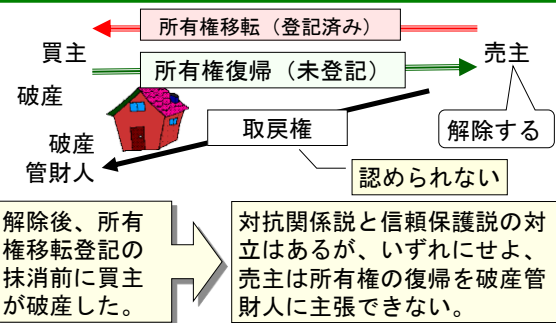 所有権移転（登記済み）
買主
売主
所有権復帰（未登記）
破産
取戻権
解除する
破産
管財人
認められない
解除後、所有
権移転登記の
抹消前に買主
が破産した。
対抗関係説と信頼保護説の対
立はあるが、いずれにせよ、
売主は所有権の復帰を破産管
財人に主張できない。